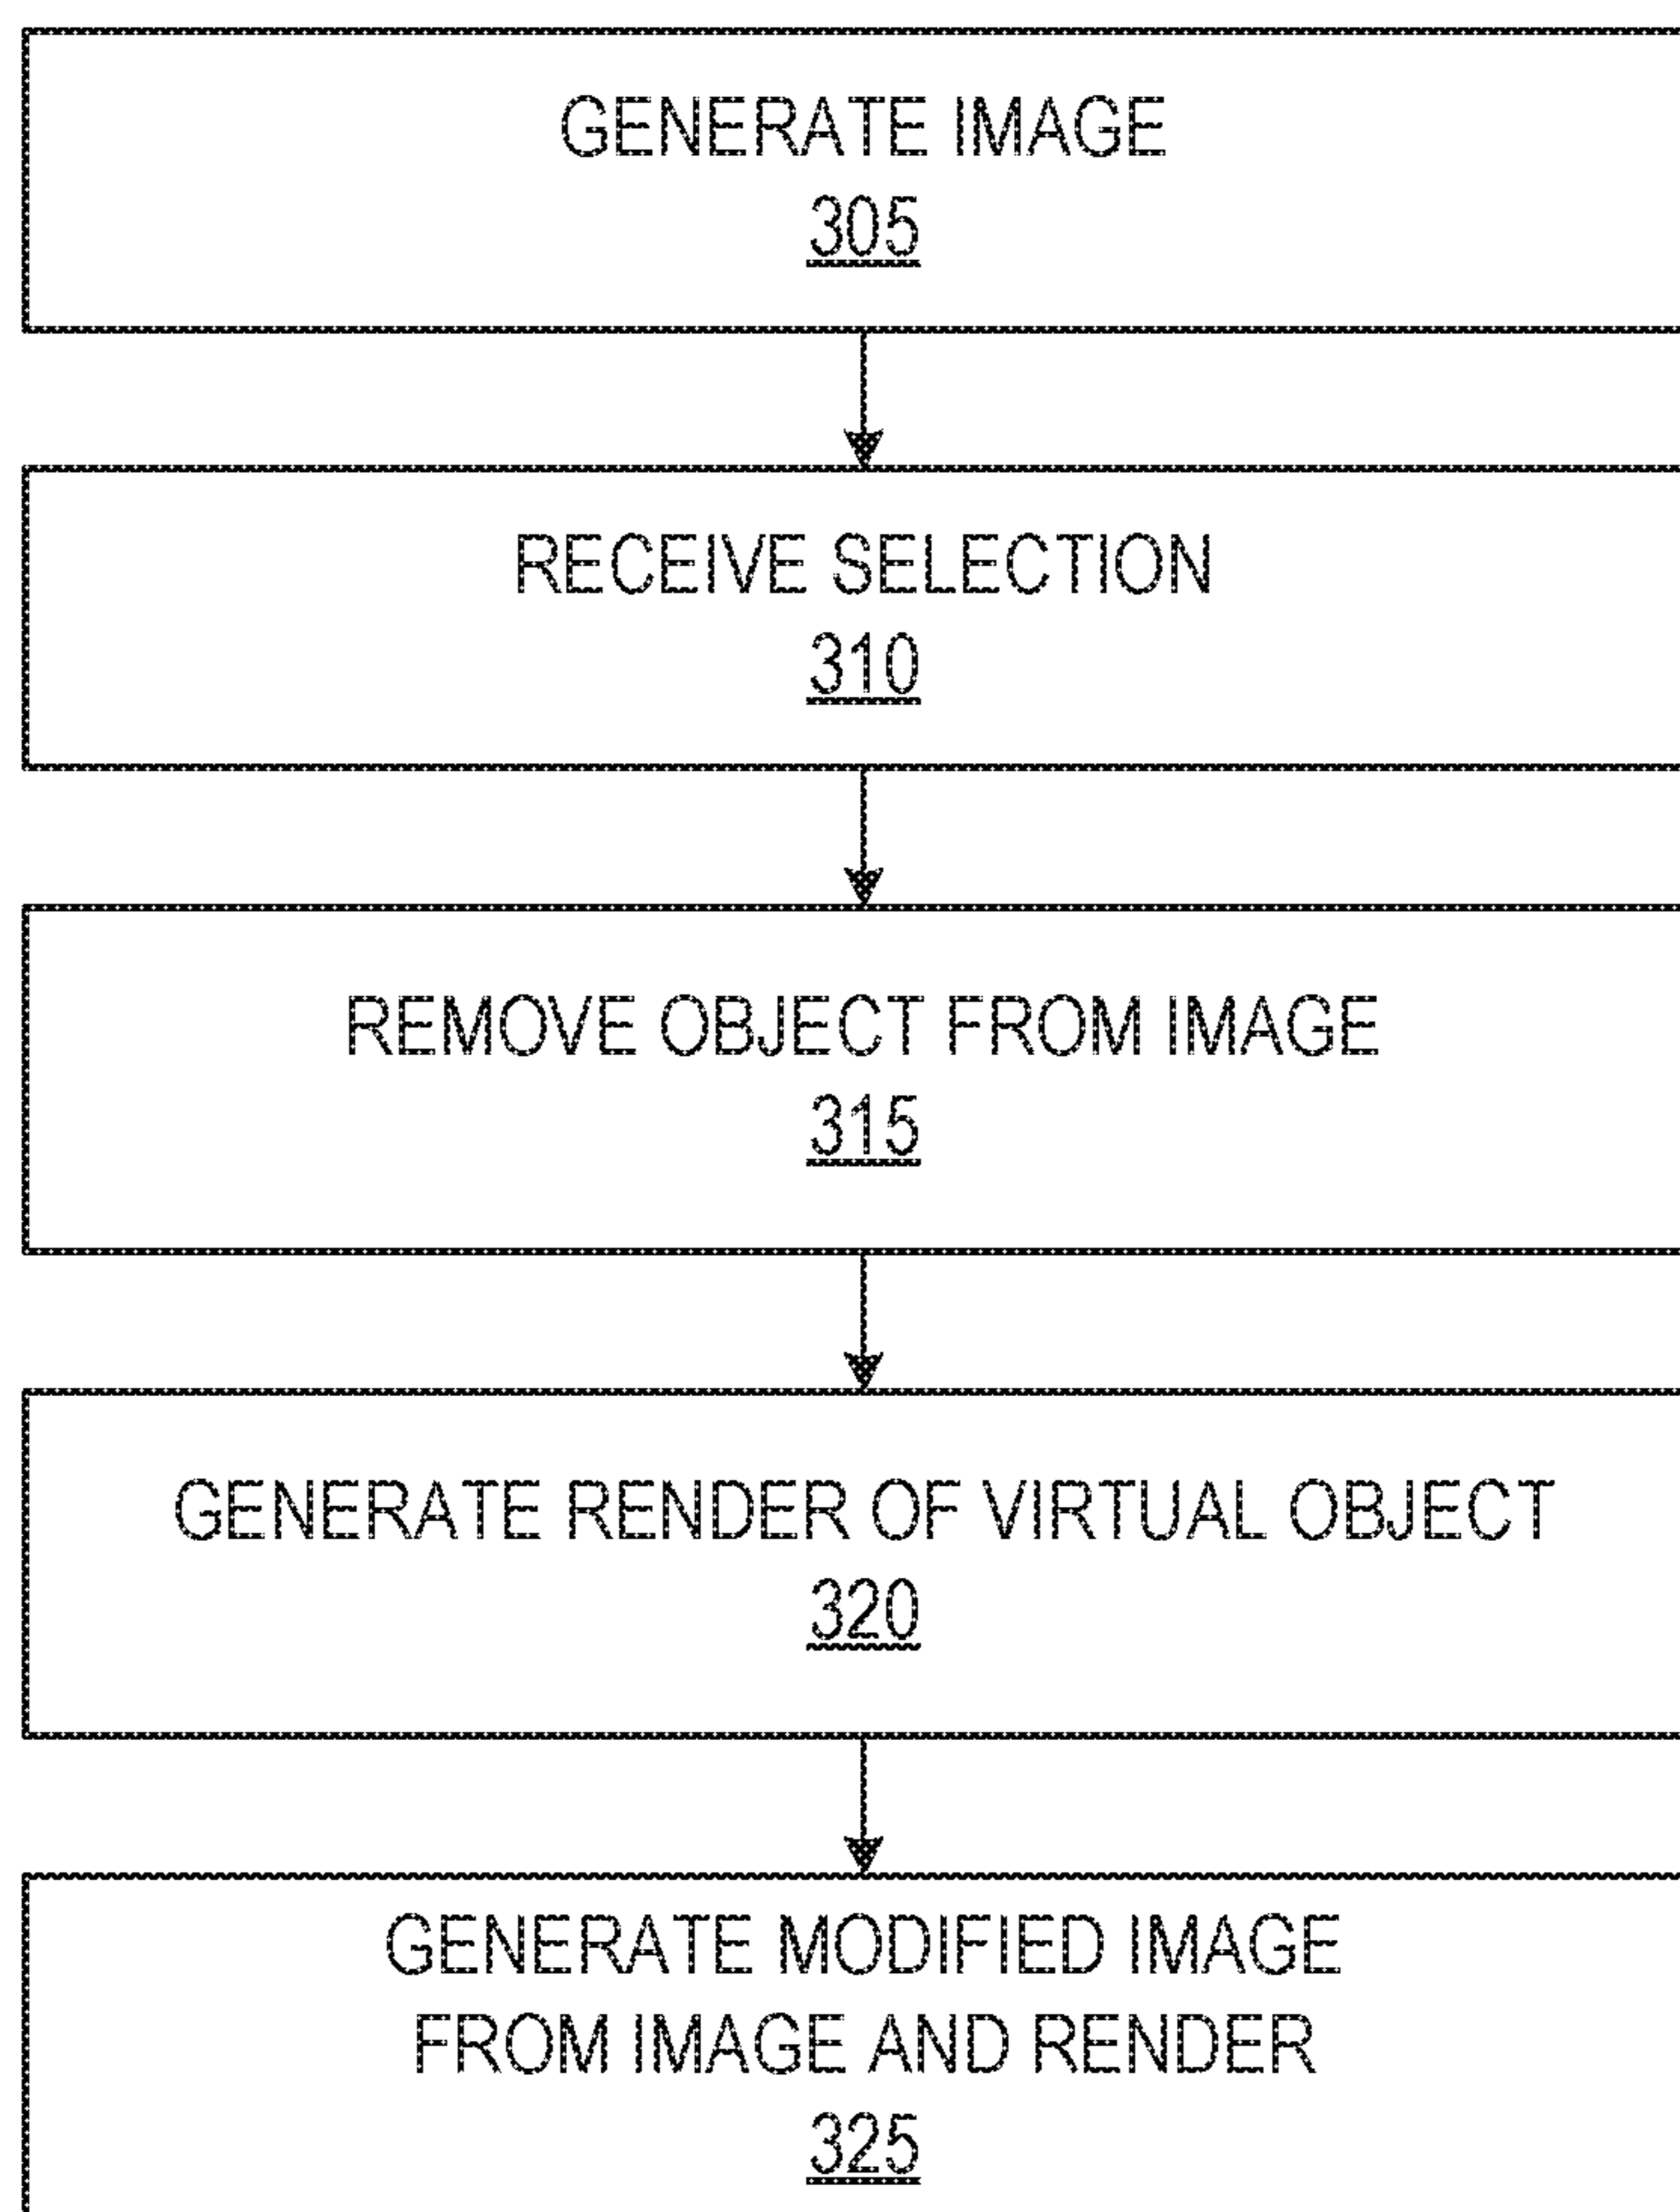 GENERATE IMAGE
305
RECEIVE SELECTION
310
REMOVE OBJECT FROM IMAGE
315
GENERATE RENDER OF VIRTUAL OBJECT
320
GENERATE MODIFIED IMAGE
FROM IMAGE AND RENDER
325